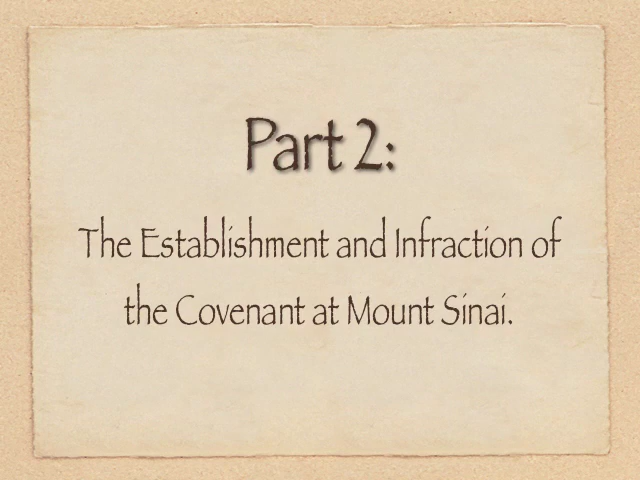 Part 2:
The Establishment and Infraction of
the Covenant at Mount Sinai.